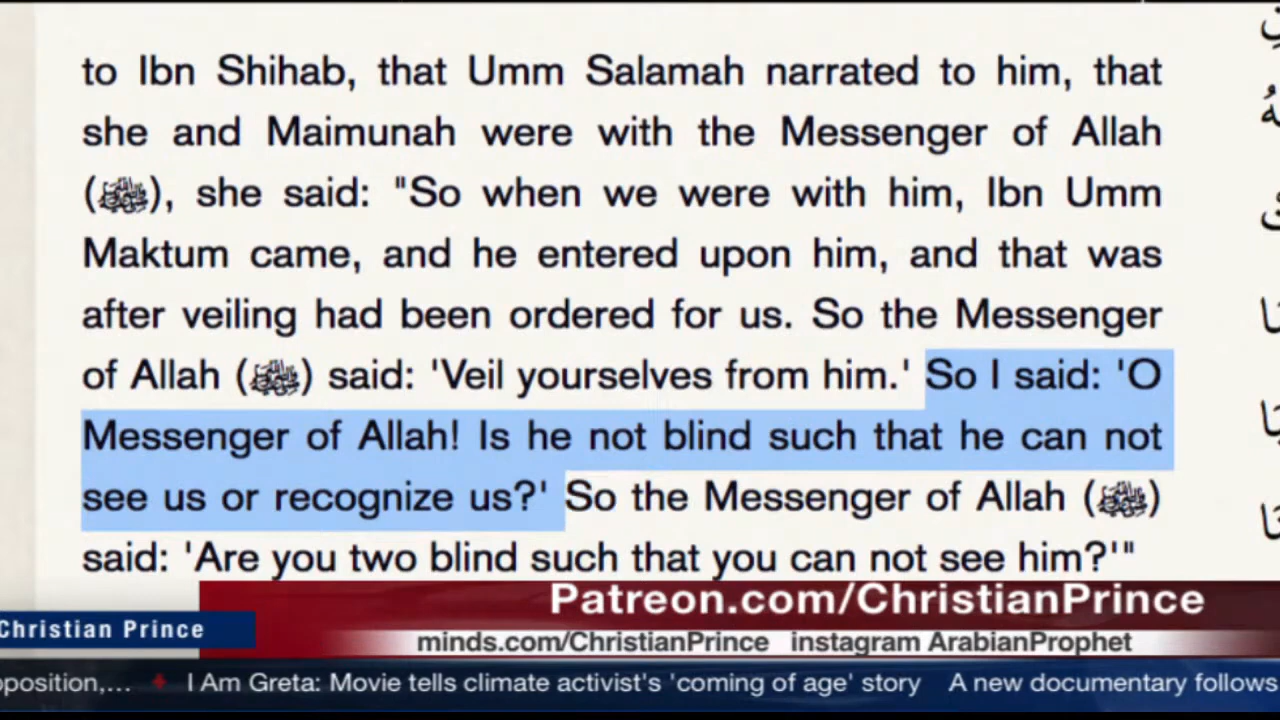 to Ibn Shihab, that Umm Salamah narrated to him, that
she and Maimunah were with the Messenger of Allah
(ﷺ), she said: "So when we were with him, Ibn Umm
Maktum came, and he entered upon him, and that was
after veiling had been ordered for us. So the Messenger
of Allah (ﷺ) said: 'Veil yourselves from him.' So I said: 'O
Messenger of Allah! Is he not blind such that he can not
see us or recognize us?' So the Messenger of Allah (ﷺ)
said: 'Are you two blind such that you can not see him?'"
Patreon.com/ChristianPrince
Christian Prince
minds.com/ChristianPrince instagram ArabianProphet
pposition,... I Am Greta: Movie tells climate activist's 'coming of age' story A new documentary follows